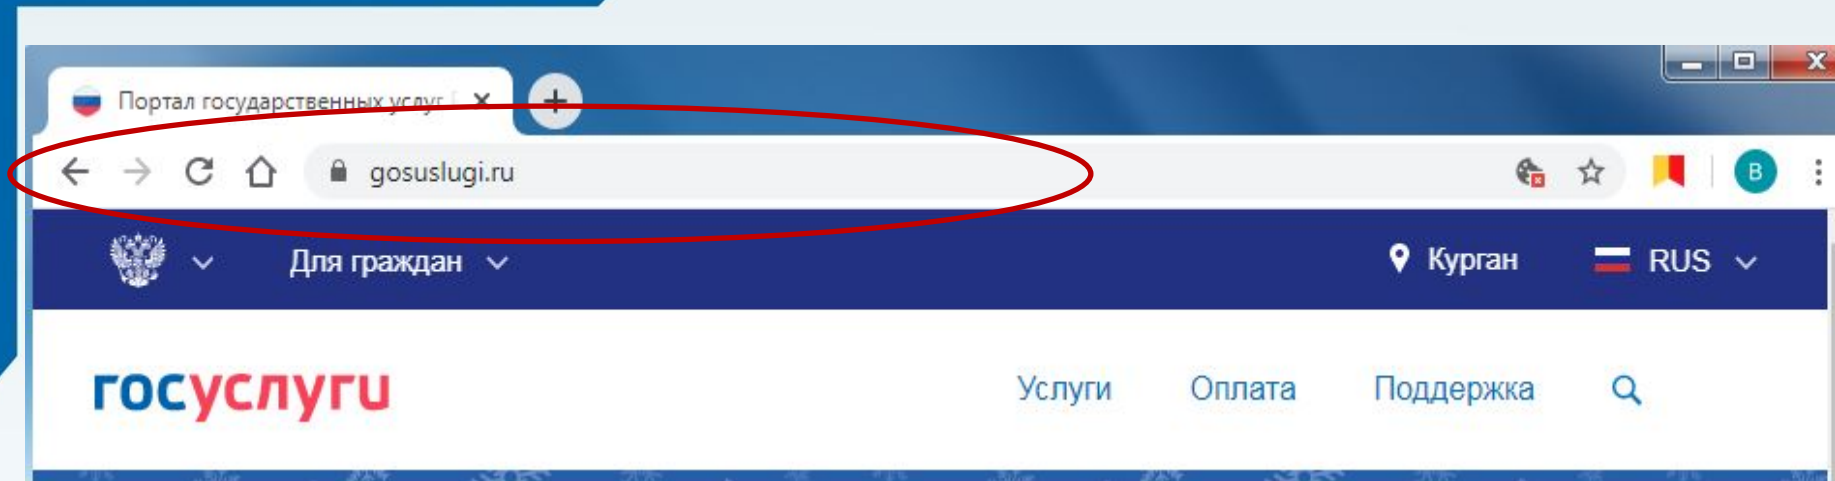 Портал государственных услуг
gosuslugi.ru
B
Для граждан
Курган
RUS
госуслуги
Услуги
Оплата
Поддержка